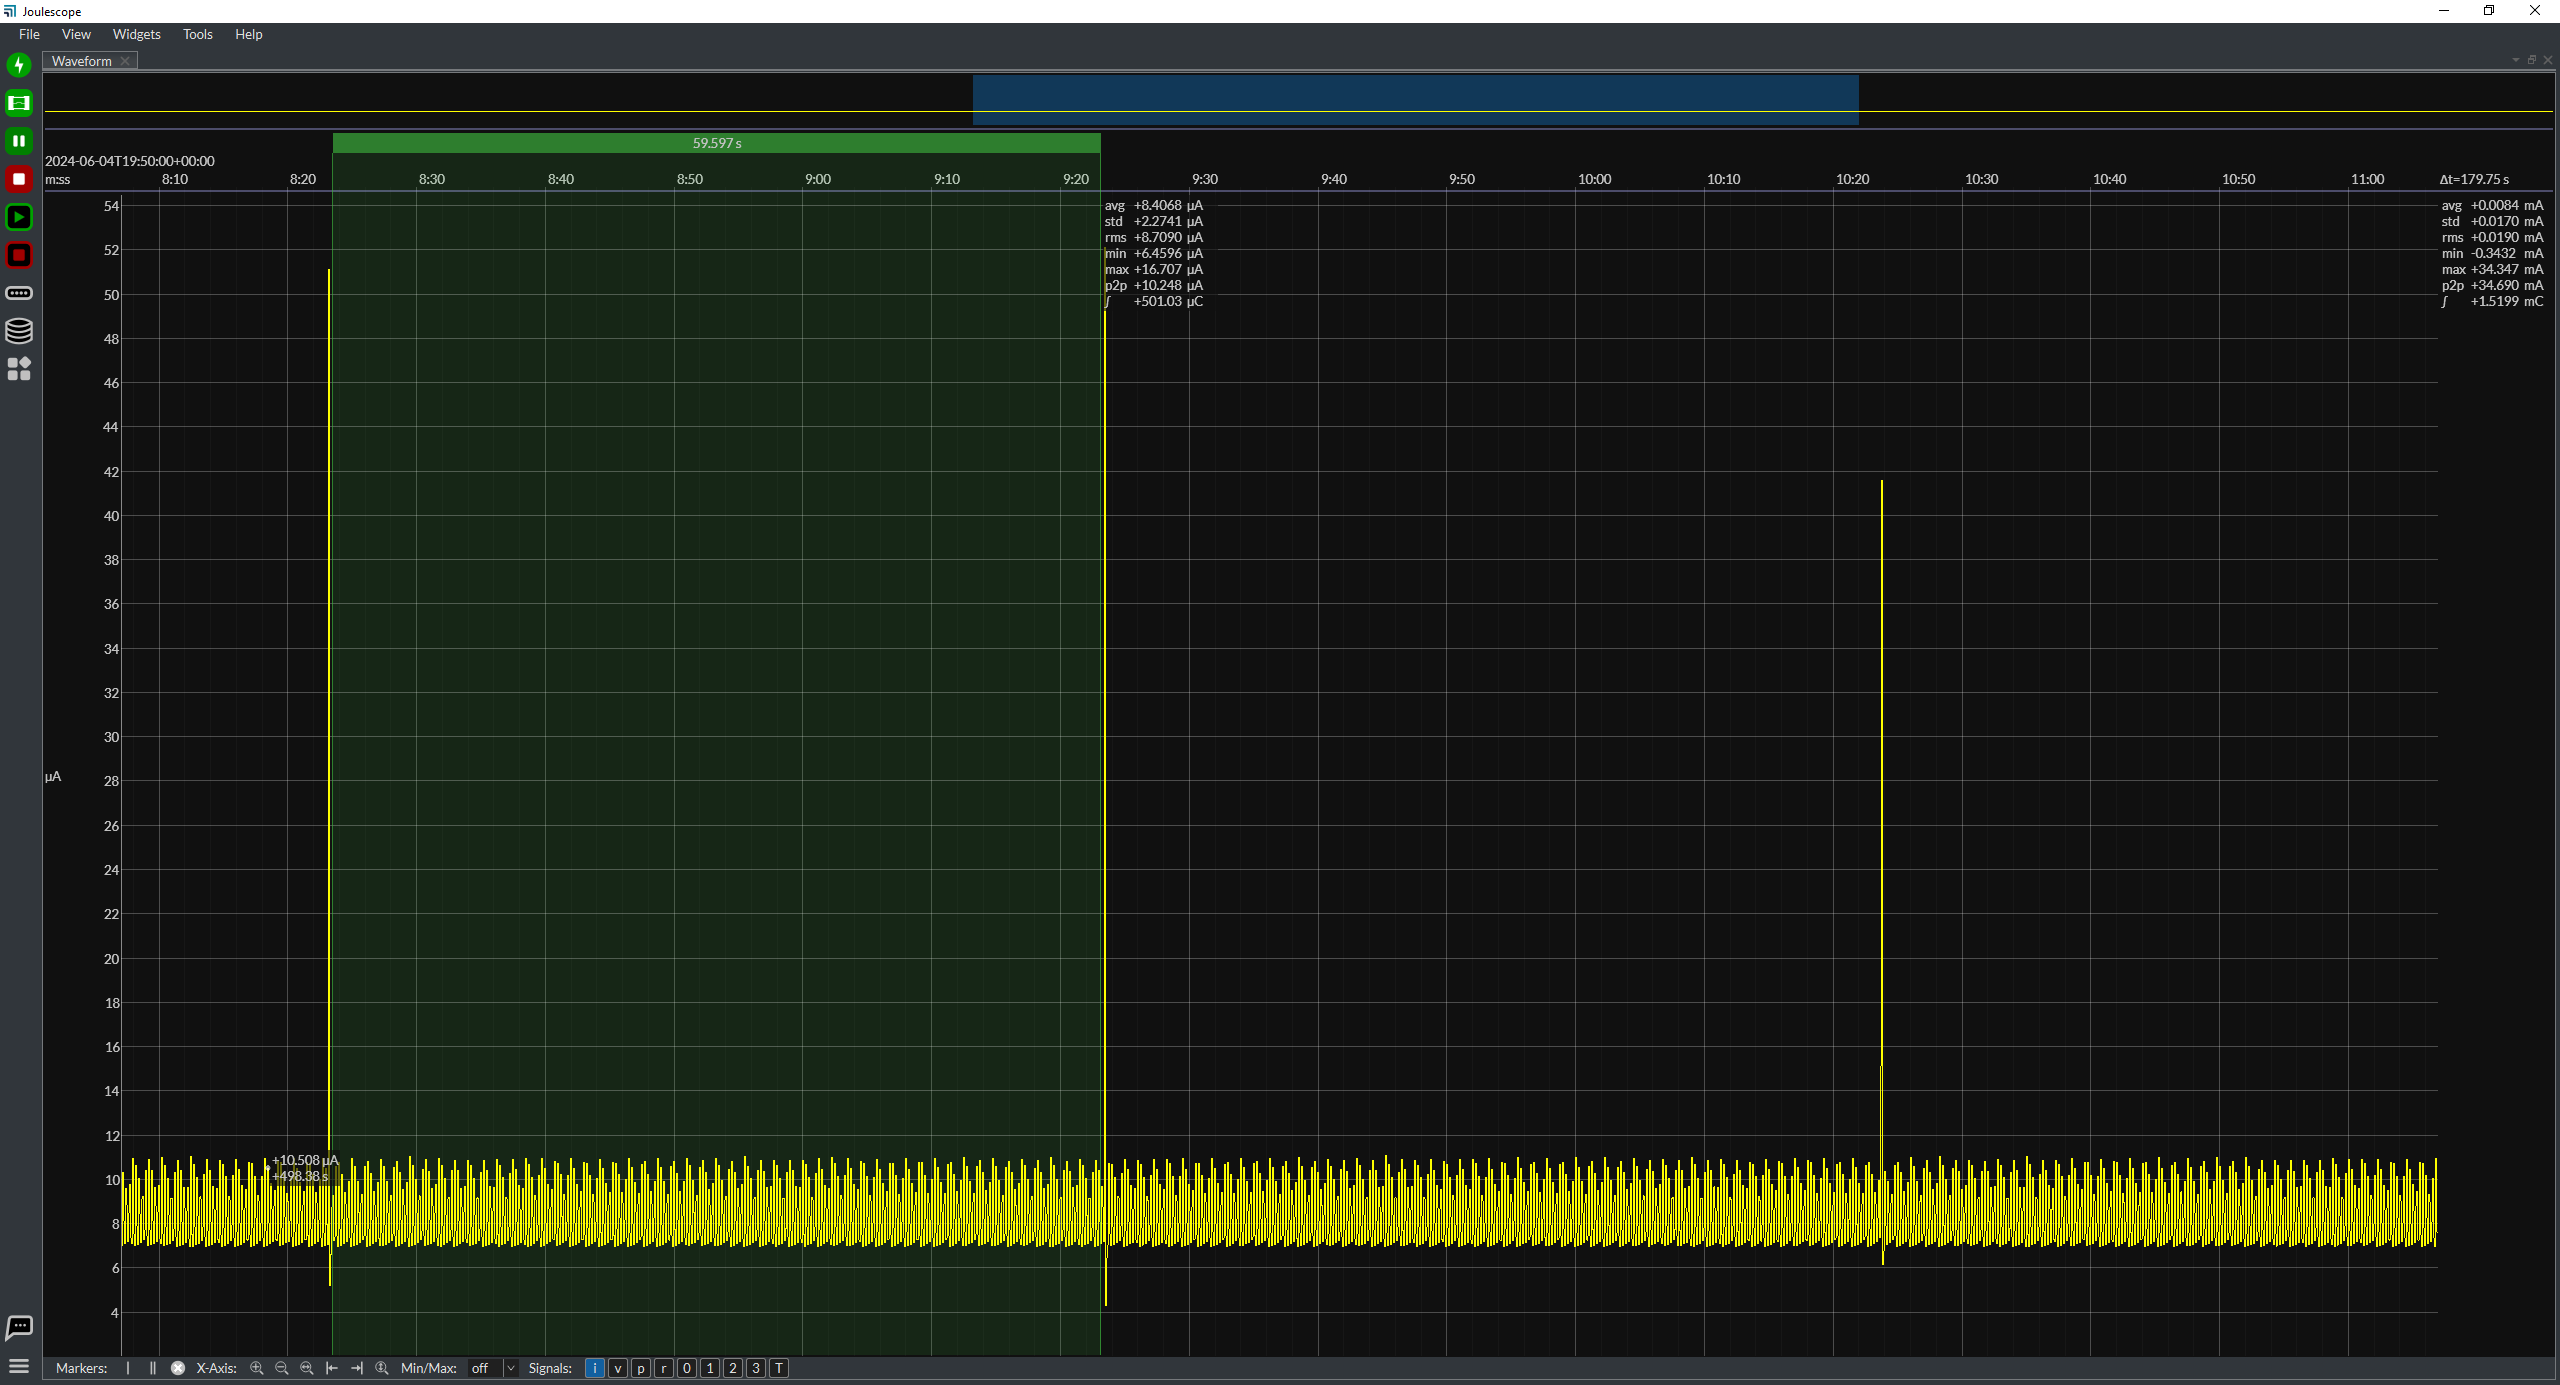 Joulescope
File View Widgets Tools Help
Waveform
59.597 s
2024-06-04T19:50:00+00:00
m:ss 8:10 8:20 8:30 8:40 8:50 9:00 9:10 9:20 9:30 9:40 9:50 10:00 10:10 10:20 10:30 10:40 10:50 11:00 Δt=179.75 s
54
52
50
48
46
44
42
40
38
36
34
32
30
28
26
24
22
20
18
16
14
12
10
8
6
4
µA
avg +8.4068 µA
std +2.2741 µA
rms +8.7090 µA
min +6.4596 µA
max +16.707 µA
p2p +10.248 µA
∫ +501.03 µC
avg +0.0084 mA
std +0.0170 mA
rms +0.0190 mA
min -0.3432 mA
max +34.347 mA
p2p +34.690 mA
∫ +1.5199 mC
+10.508 µA
+498.38 s
Markers: X-Axis: Min/Max: off Signals: i v p r 0 1 2 3 T